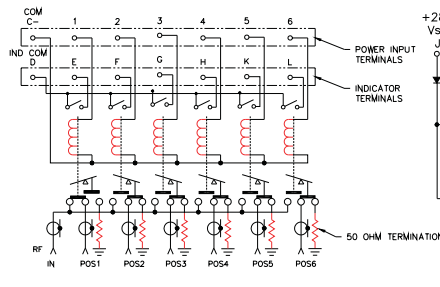 COM
C- 1 2 3 4 5 6
POWER INPUT
TERMINALS
IND COM
D E F G H K L
INDICATOR
TERMINALS
+28
Vs
J
50 OHM TERMINATION
RF
IN POS1 POS2 POS3 POS4 POS5 POS6